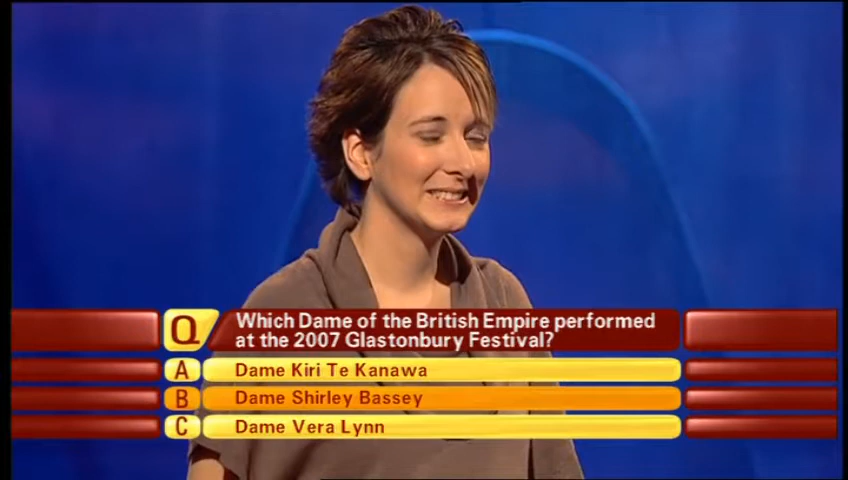 Q Which Dame of the British Empire performed
at the 2007 Glastonbury Festival?
A Dame Kiri Te Kanawa
B Dame Shirley Bassey
C Dame Vera Lynn